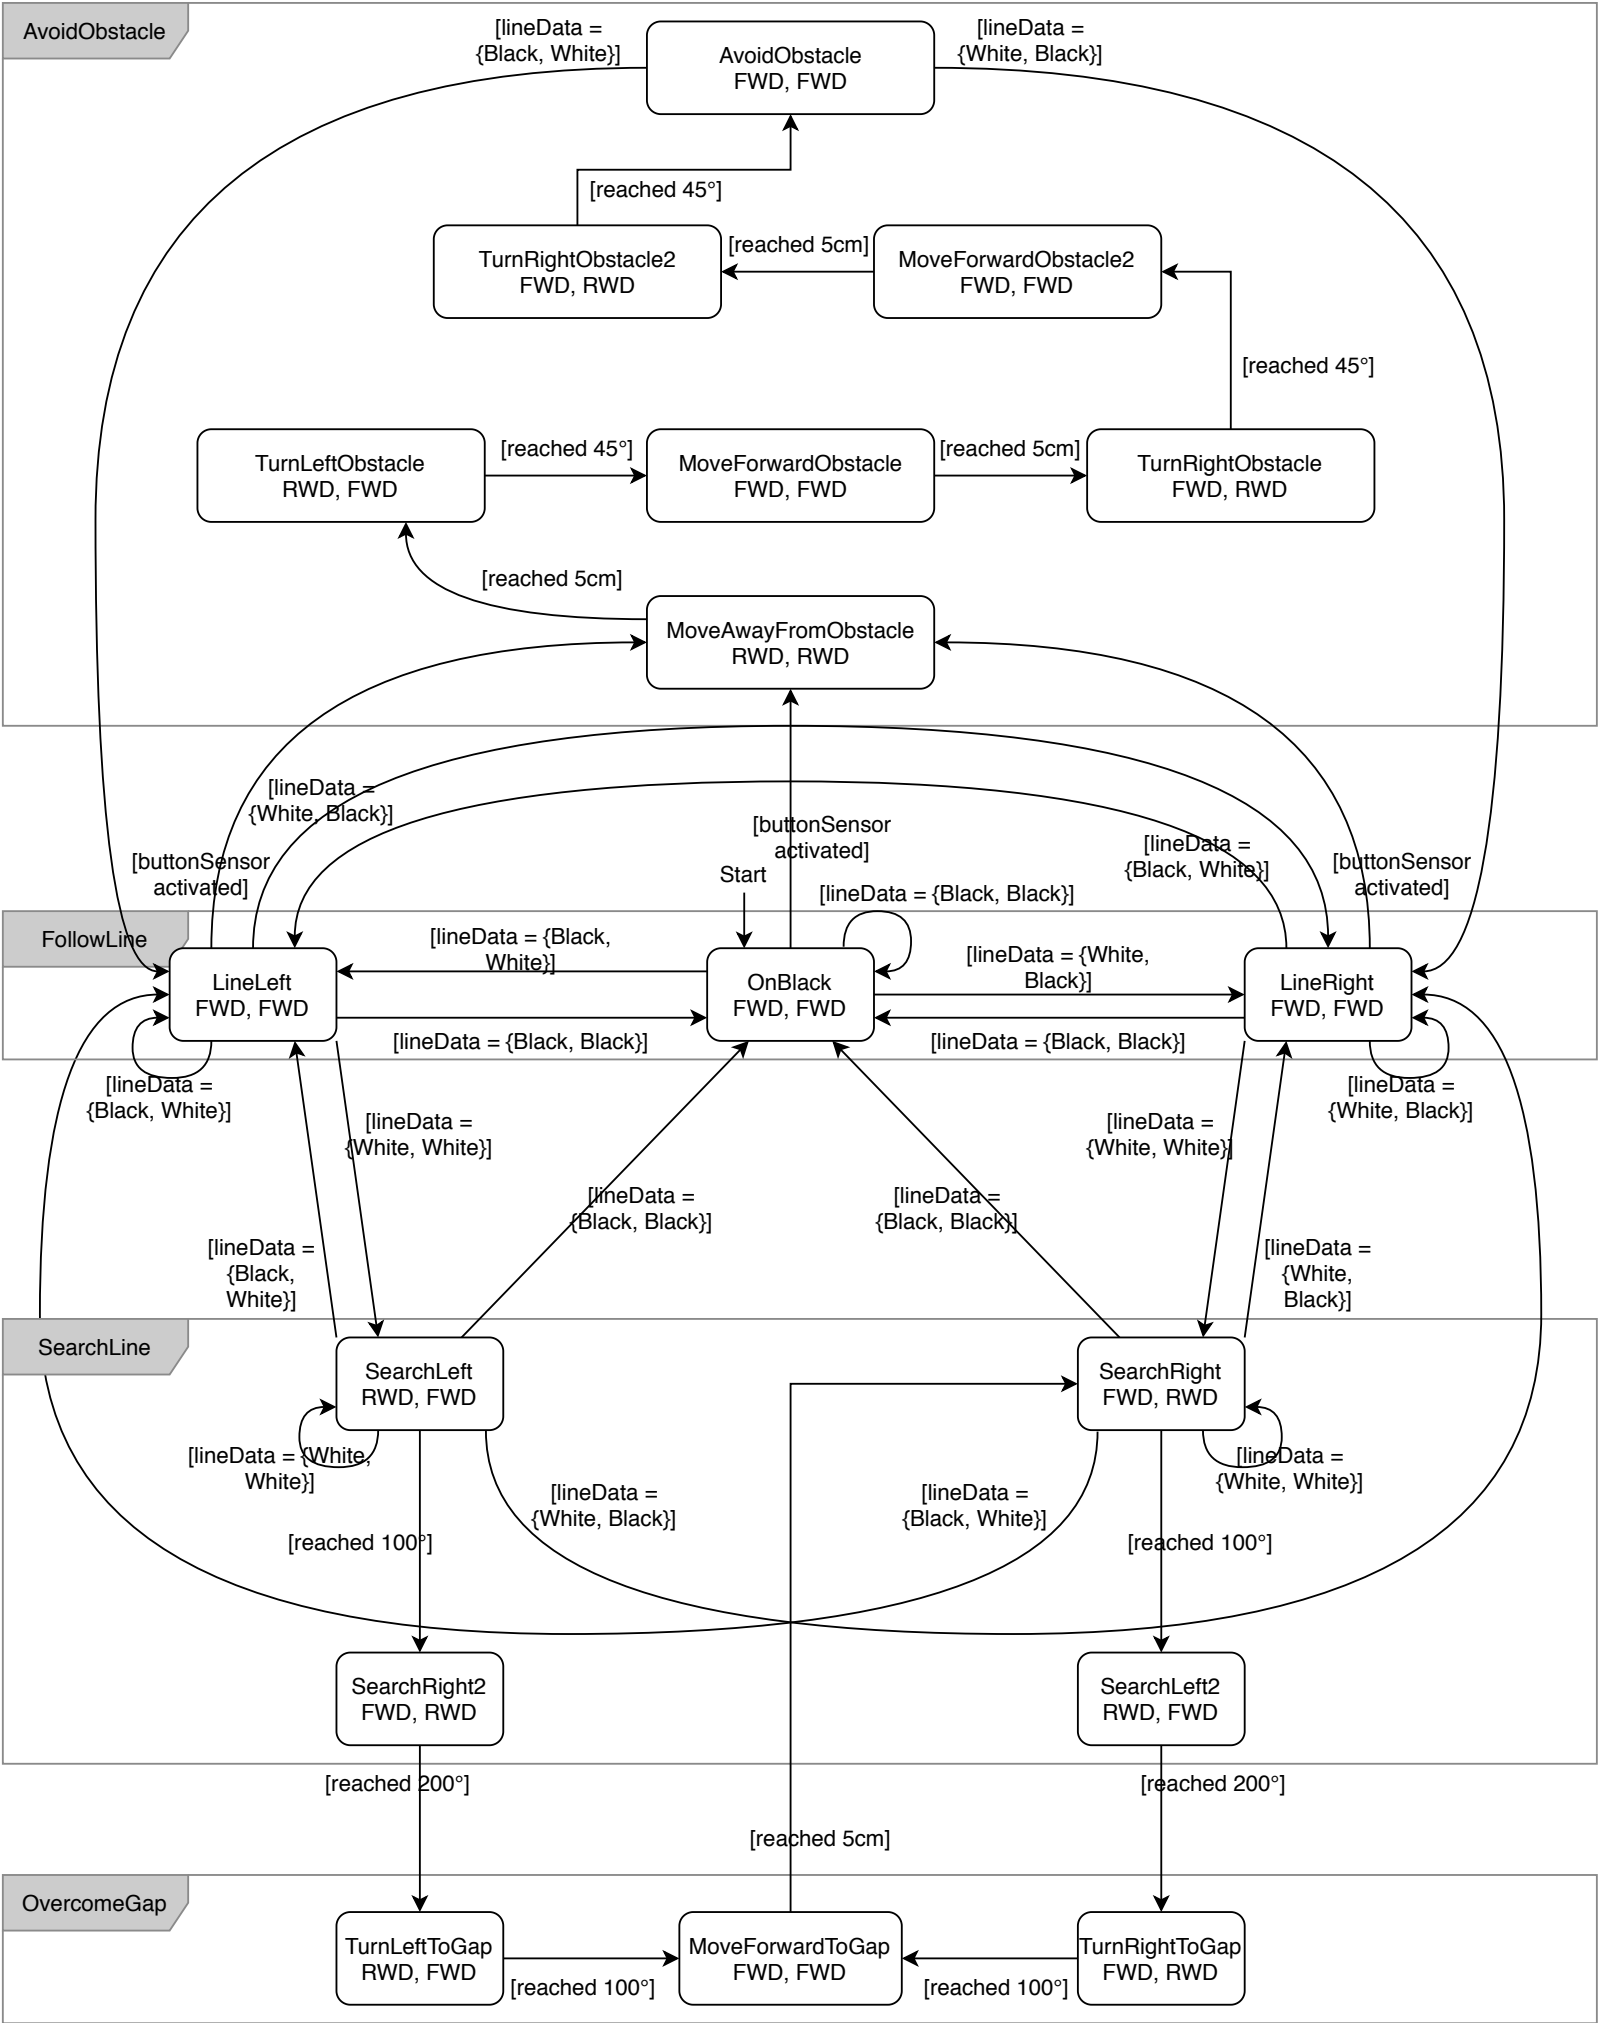 AvoidObstacle
[lineData =
{Black, White}]
AvoidObstacle
FWD, FWD
[lineData =
{White, Black}]
[reached 45°]
TurnRightObstacle2
FWD, RWD
[reached 5cm]
MoveForwardObstacle2
FWD, FWD
[reached 45°]
TurnLeftObstacle
RWD, FWD
[reached 45°]
MoveForwardObstacle
FWD, FWD
[reached 5cm]
TurnRightObstacle
FWD, RWD
[reached 5cm]
MoveAwayFromObstacle
RWD, RWD
[lineData =
{White, Black}]
[buttonSensor
activated]
[buttonSensor
activated]
[lineData =
{Black, White}]
[buttonSensor
activated]
Start
[lineData = {Black, Black}]
FollowLine
[lineData = {Black,
White}]
[lineData = {White,
Black}]
LineLeft
FWD, FWD
OnBlack
FWD, FWD
LineRight
FWD, FWD
[lineData = {Black, Black}]
[lineData = {Black, Black}]
[lineData =
{Black, White}]
[lineData =
{White, Black}]
[lineData =
{White, White}]
[lineData =
{White, White}]
[lineData =
{Black, Black}]
[lineData =
{Black, Black}]
[lineData =
{Black,
White}]
[lineData =
{White,
Black}]
SearchLine
SearchLeft
RWD, FWD
SearchRight
FWD, RWD
[lineData = {White,
White}]
[lineData =
{White, White}]
[lineData =
{White, Black}]
[lineData =
{Black, White}]
[reached 100°]
[reached 100°]
SearchRight2
FWD, RWD
SearchLeft2
RWD, FWD
[reached 200°]
[reached 200°]
[reached 5cm]
OvercomeGap
TurnLeftToGap
RWD, FWD
[reached 100°]
MoveForwardToGap
FWD, FWD
[reached 100°]
TurnRightToGap
FWD, RWD